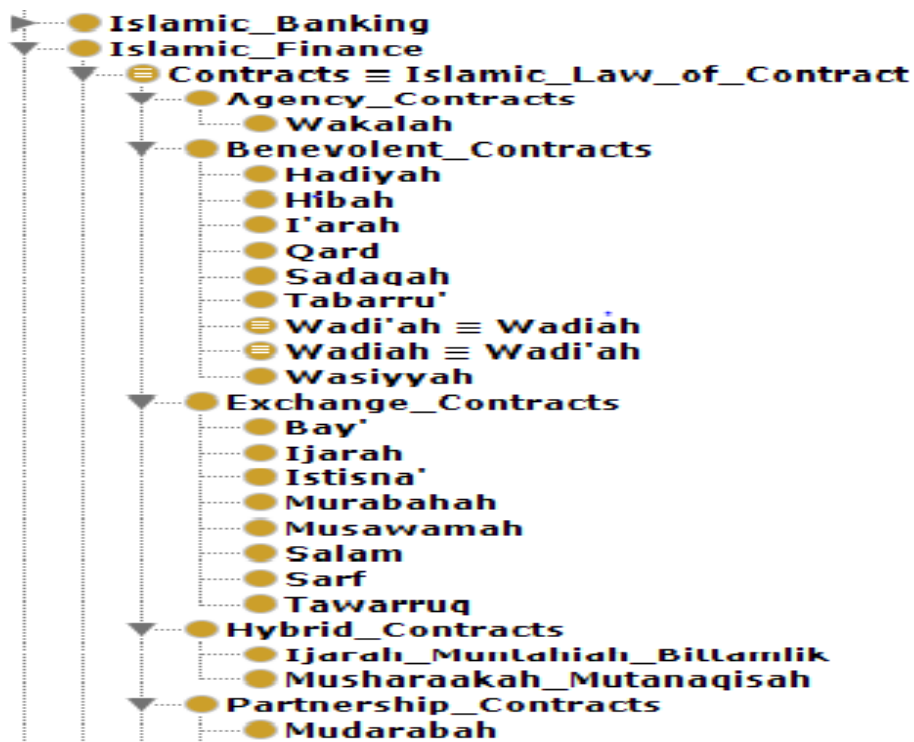 Islamic_Banking
Islamic_Finance
Contracts ≡ Islamic_Law_of_Contract
Agency_Contracts
Wakalah
Benevolent_Contracts
Hadiyah
Hibah
I'arah
Qard
Sadaqah
Tabarru'
Wadi'ah ≡ Wadiah
Wadiah ≡ Wadi'ah
Wasiyyah
Exchange_Contracts
Bay'
Ijarah
Istisna'
Murabahah
Musawamah
Salam
Sarf
Tawarruq
Hybrid_Contracts
Ijarah_Muntahiah_Bittamlik
Musharaakah_Mutanaqisah
Partnership_Contracts
Mudarabah